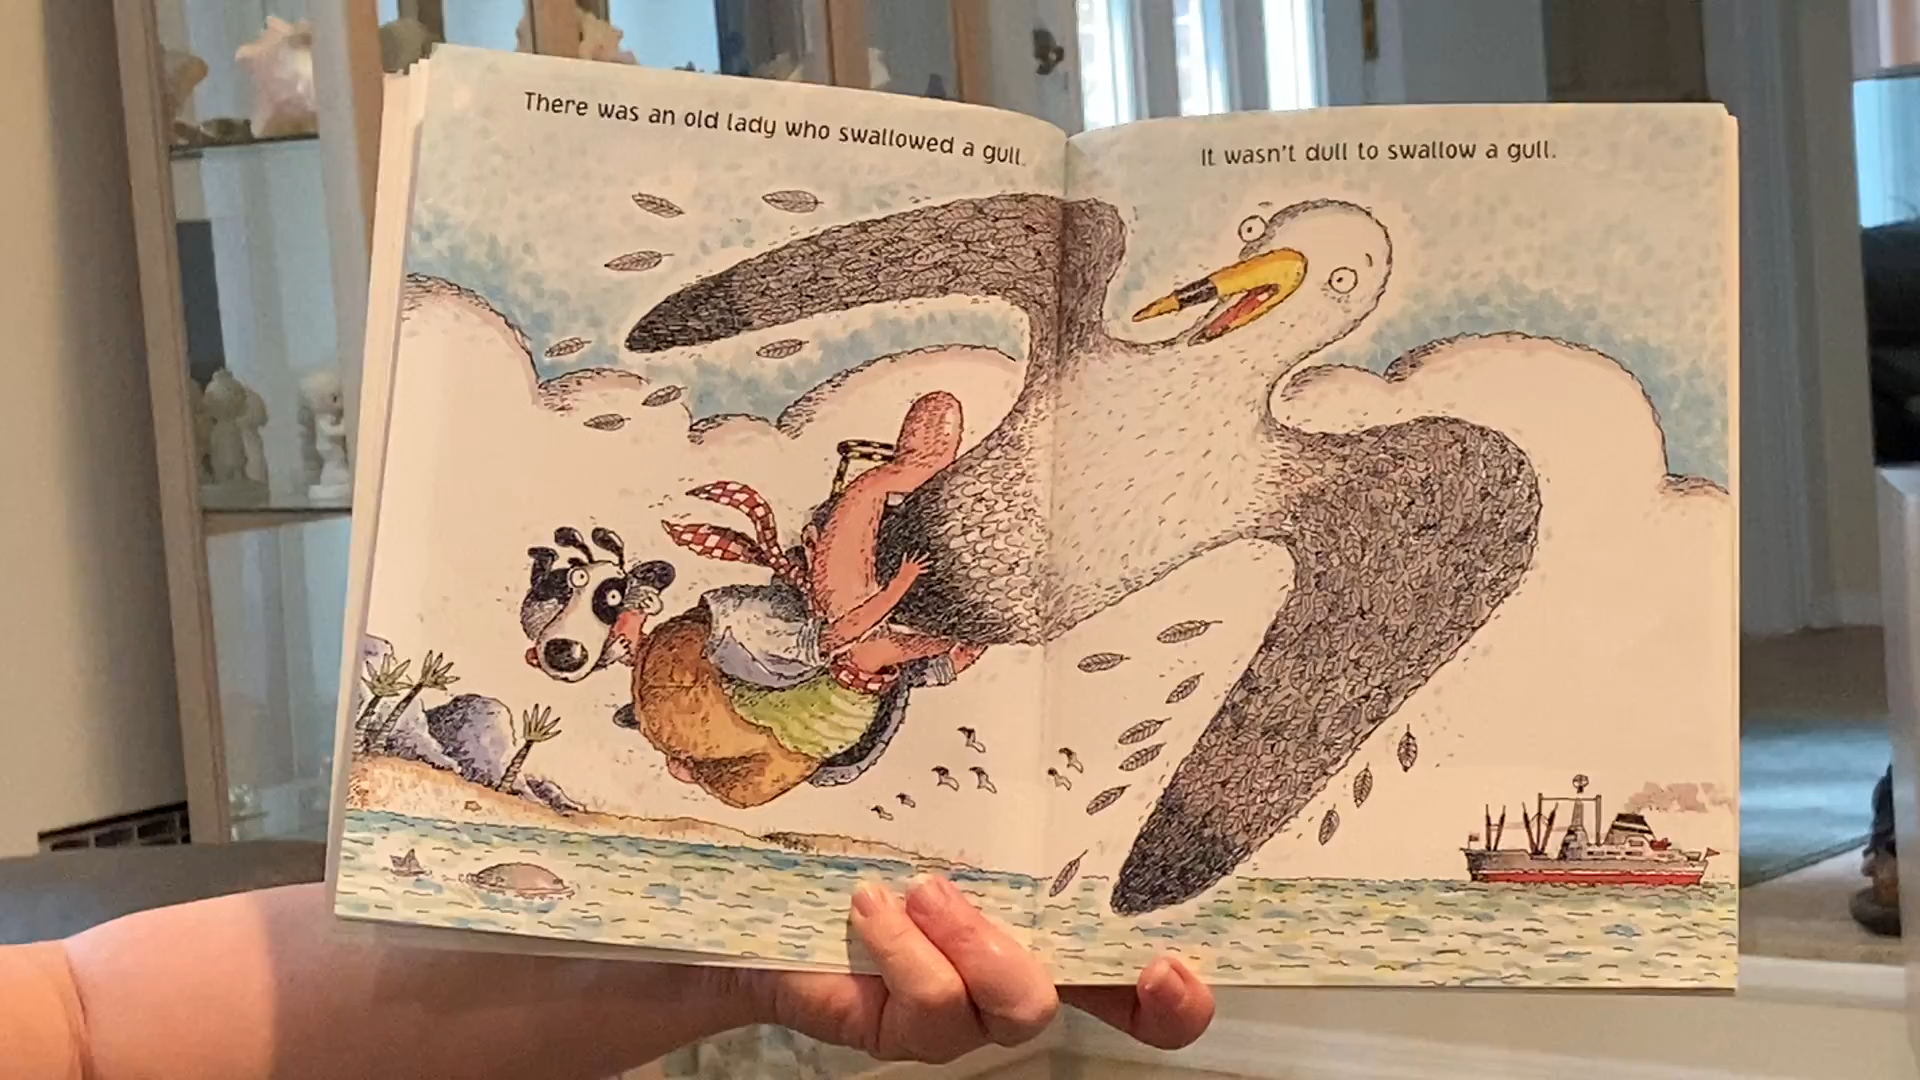 There was an old lady who swallowed a gull.
It wasn't dull to swallow a gull.